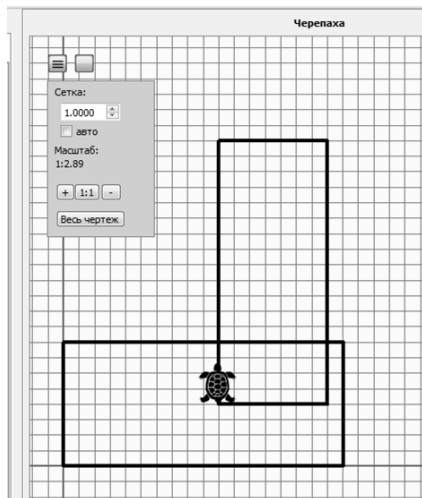 Черепаха
Сетка:
1.0000
авто
Масштаб:
1:2.89
+ 1:1 -
Весь чертеж